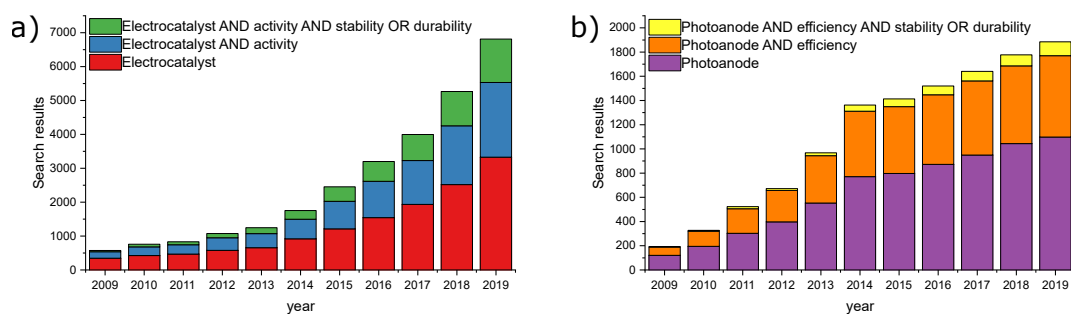 a)
Electrocatalyst AND activity AND stability OR durability
Electrocatalyst AND activity
Electrocatalyst
7000
6000
5000
4000
3000
2000
1000
0
Search results
2009 2010 2011 2012 2013 2014 2015 2016 2017 2018 2019
year
b)
Photoanode AND efficiency AND stability OR durability
Photoanode AND efficiency
Photoanode
2000
1800
1600
1400
1200
1000
800
600
400
200
0
Search results
2009 2010 2011 2012 2013 2014 2015 2016 2017 2018 2019
year